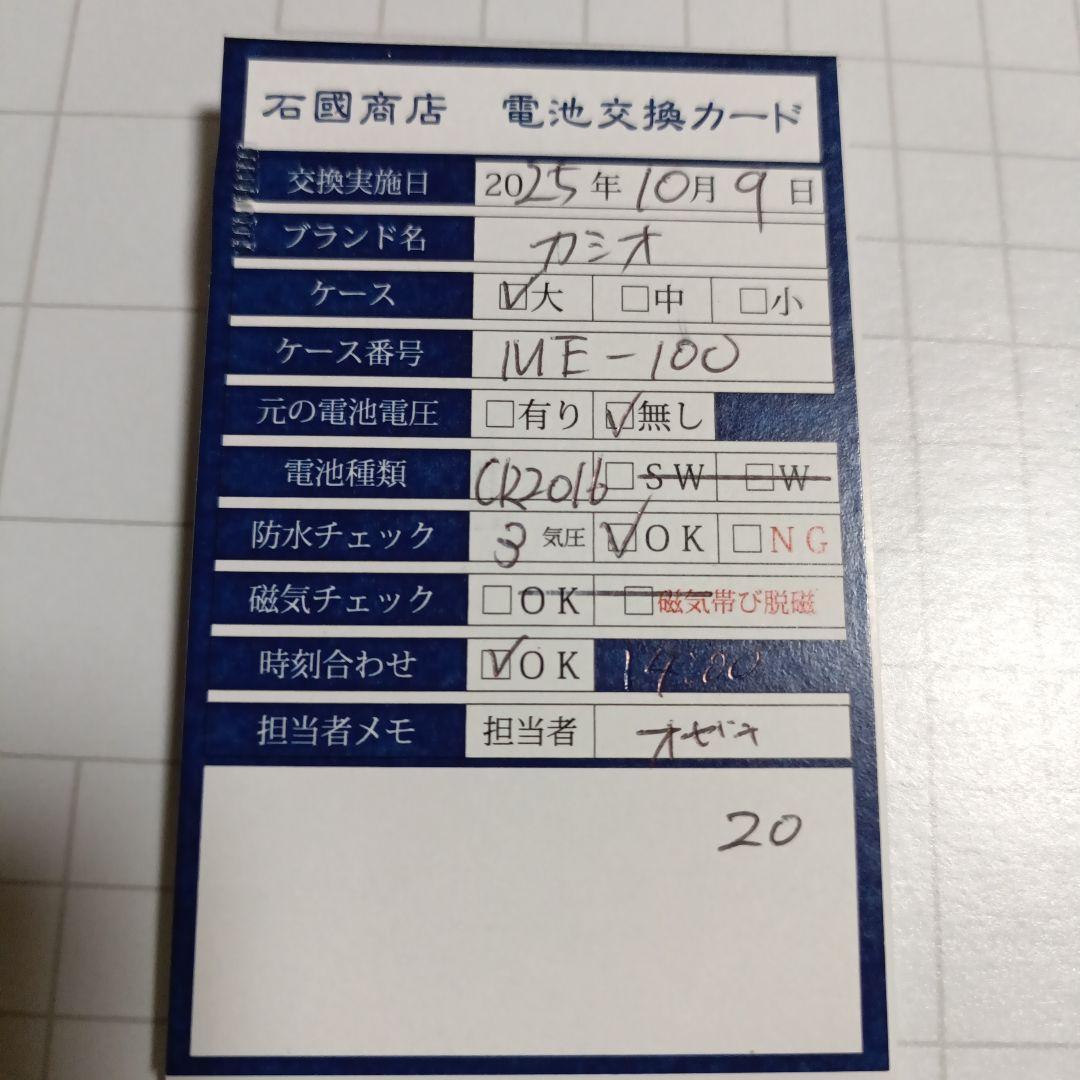 石國商店 電池交換カード
交換実施日 2025年10月9日
ブランド名 カシオ
ケース ☑大 □中 □小
ケース番号 ME-100
元の電池電圧 □有り ☑無し
電池種類 CR2016 □SW □W
防水チェック 3 気圧 ☑OK □NG
磁気チェック □OK □磁気帯び脱磁
時刻合わせ ☑OK 14:00
担当者メモ 担当者 オゼキ
20